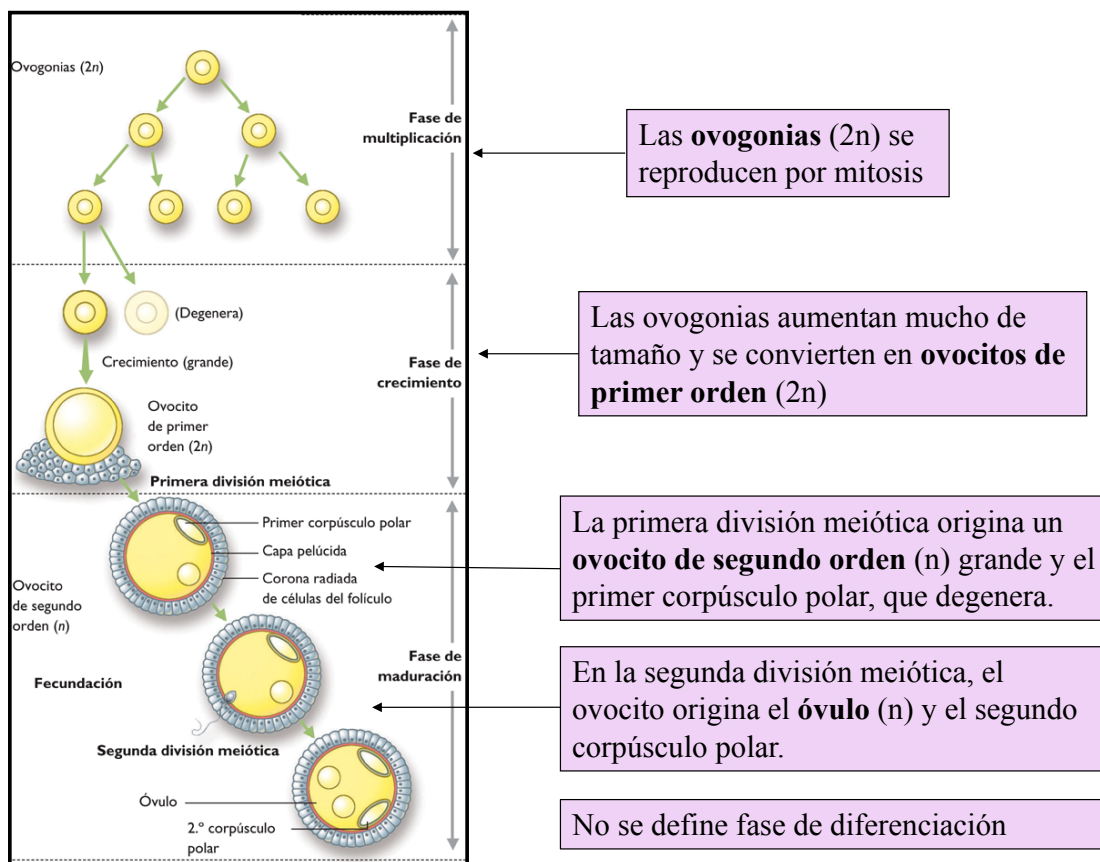 Ovogonias (2n)
Fase de
multiplicación
Las ovogonias (2n) se
reproducen por mitosis
(Degenera)
Crecimiento (grande)
Fase de
crecimiento
Ovocito
de primer
orden (2n)
Primera división meiótica
Las ovogonias aumentan mucho de
tamaño y se convierten en ovocitos de
primer orden (2n)
Primer corpúsculo polar
Capa pelúcida
Corona radiada
de células del folículo
Ovocito
de segundo
orden (n)
La primera división meiótica origina un
ovocito de segundo orden (n) grande y el
primer corpúsculo polar, que degenera.
Fase de
maduración
Fecundación
Segunda división meiótica
En la segunda división meiótica, el
ovocito origina el óvulo (n) y el segundo
corpúsculo polar.
Óvulo
2.º corpúsculo
polar
No se define fase de diferenciación